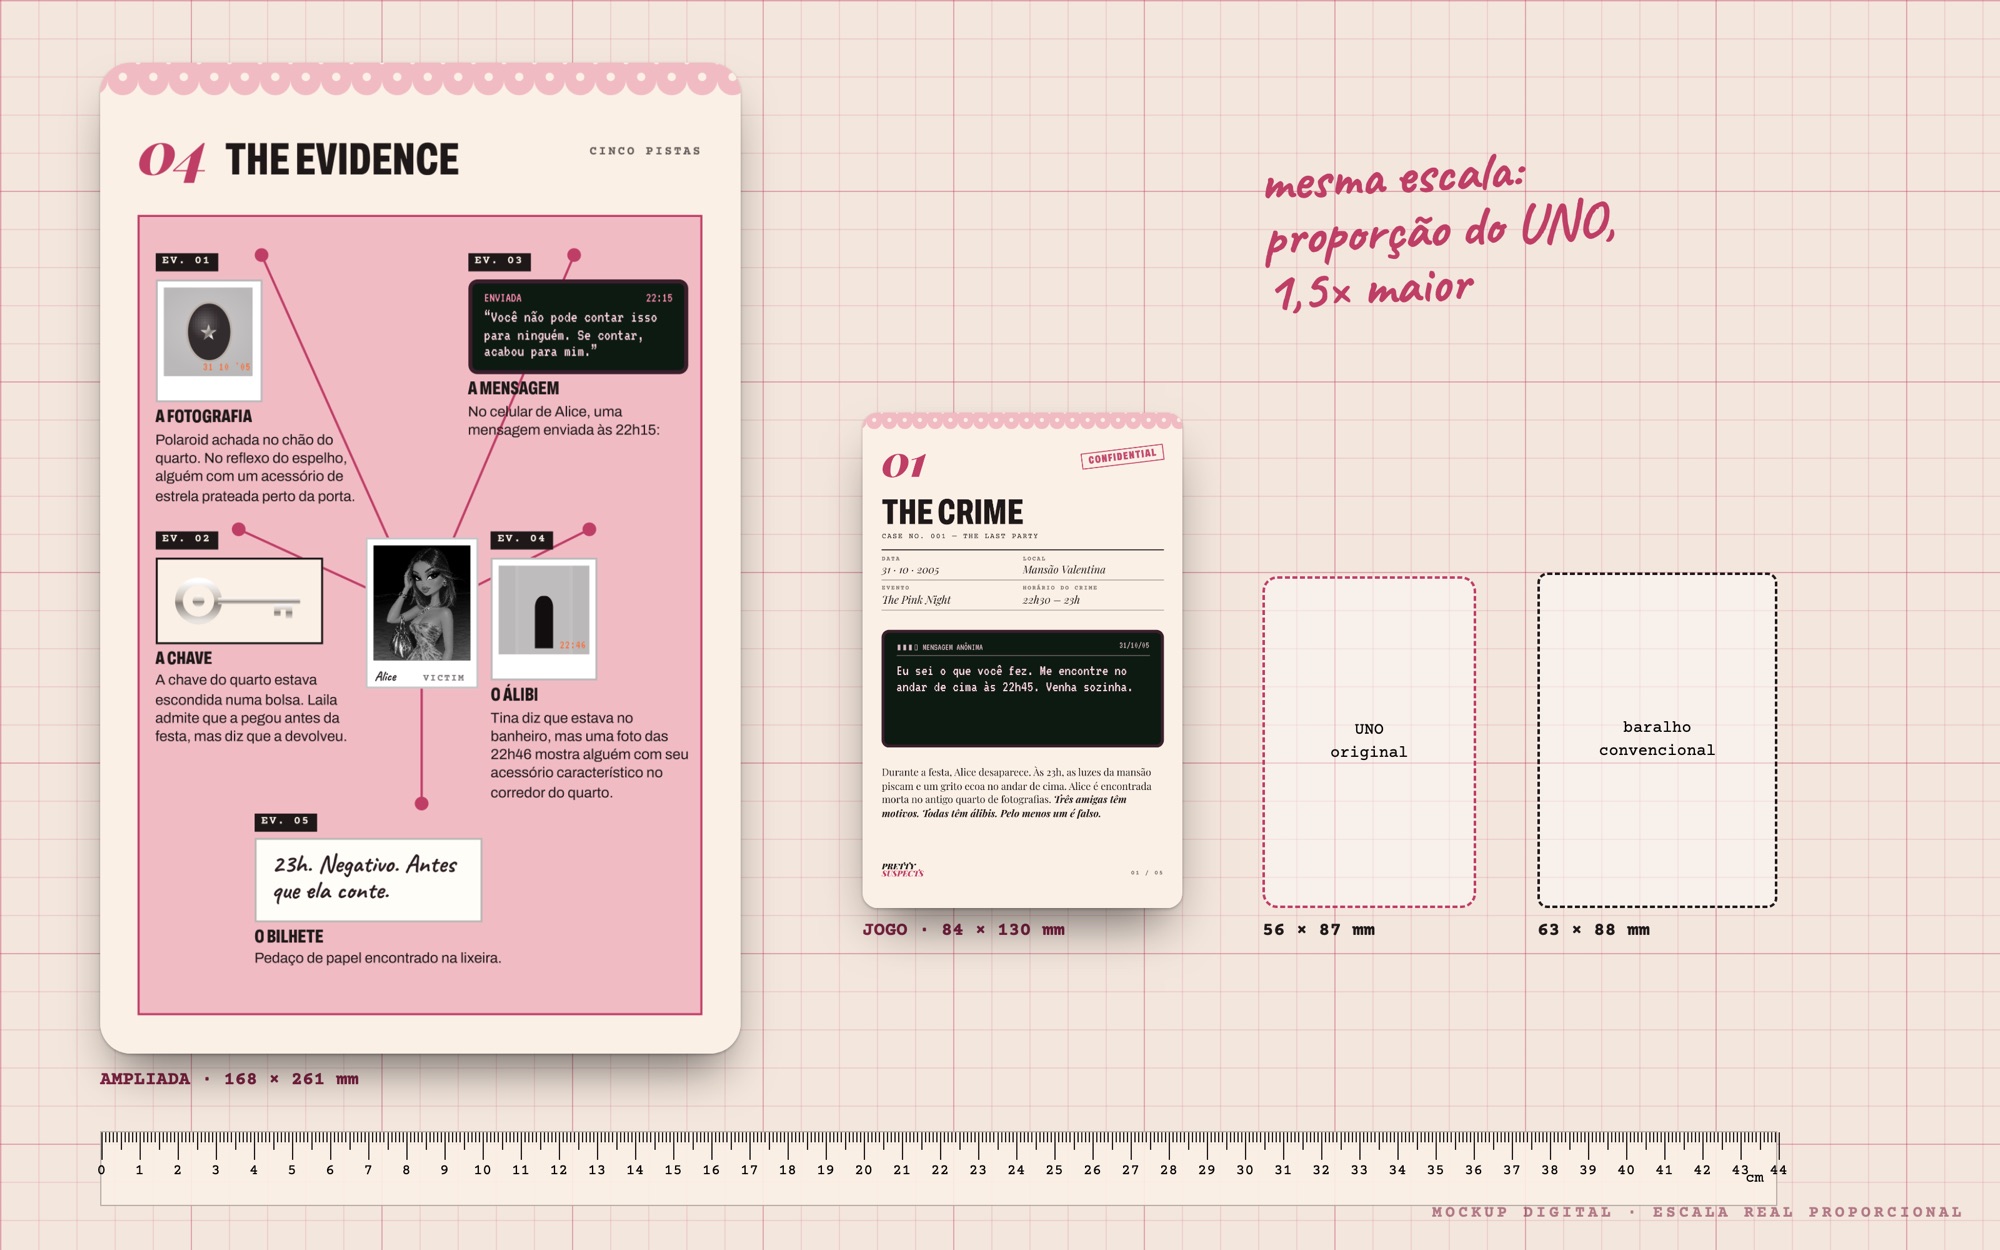 04 THE EVIDENCE
CINCO PISTAS
EV. 01
31 10 '05
A FOTOGRAFIA
Polaroid achada no chão do
quarto. No reflexo do espelho,
alguém com um acessório de
estrela prateada perto da porta.
EV. 03
ENVIADA 22:15
“Você não pode contar isso
para ninguém. Se contar,
acabou para mim.”
A MENSAGEM
No celular de Alice, uma
mensagem enviada às 22h15:
EV. 02
A CHAVE
A chave do quarto estava
escondida numa bolsa. Laila
admite que a pegou antes da
festa, mas diz que a devolveu.
Alice VICTIM
EV. 04
22:46
O ÁLIBI
Tina diz que estava no
banheiro, mas uma foto das
22h46 mostra alguém com seu
acessório característico no
corredor do quarto.
EV. 05
23h. Negativo. Antes
que ela conte.
O BILHETE
Pedaço de papel encontrado na lixeira.
AMPLIADA · 168 × 261 mm
01
CONFIDENTIAL
THE CRIME
CASE NO. 001 — THE LAST PARTY
DATA
31 · 10 · 2005
LOCAL
Mansão Valentina
EVENTO
The Pink Night
HORÁRIO DO CRIME
22h30 — 23h
MENSAGEM ANÔNIMA 31/10/05
Eu sei o que você fez. Me encontre no
andar de cima às 22h45. Venha sozinha.
Durante a festa, Alice desaparece. Às 23h, as luzes da mansão
piscam e um grito ecoa no andar de cima. Alice é encontrada
morta no antigo quarto de fotografias. Três amigas têm
motivos. Todas têm álibis. Pelo menos um é falso.
PRETTY
SUSPECTS
01 / 05
JOGO · 84 × 130 mm
mesma escala:
proporção do UNO,
1,5× maior
UNO
original
56 × 87 mm
baralho
convencional
63 × 88 mm
0 1 2 3 4 5 6 7 8 9 10 11 12 13 14 15 16 17 18 19 20 21 22 23 24 25 26 27 28 29 30 31 32 33 34 35 36 37 38 39 40 41 42 43 44
cm
MOCKUP DIGITAL · ESCALA REAL PROPORCIONAL